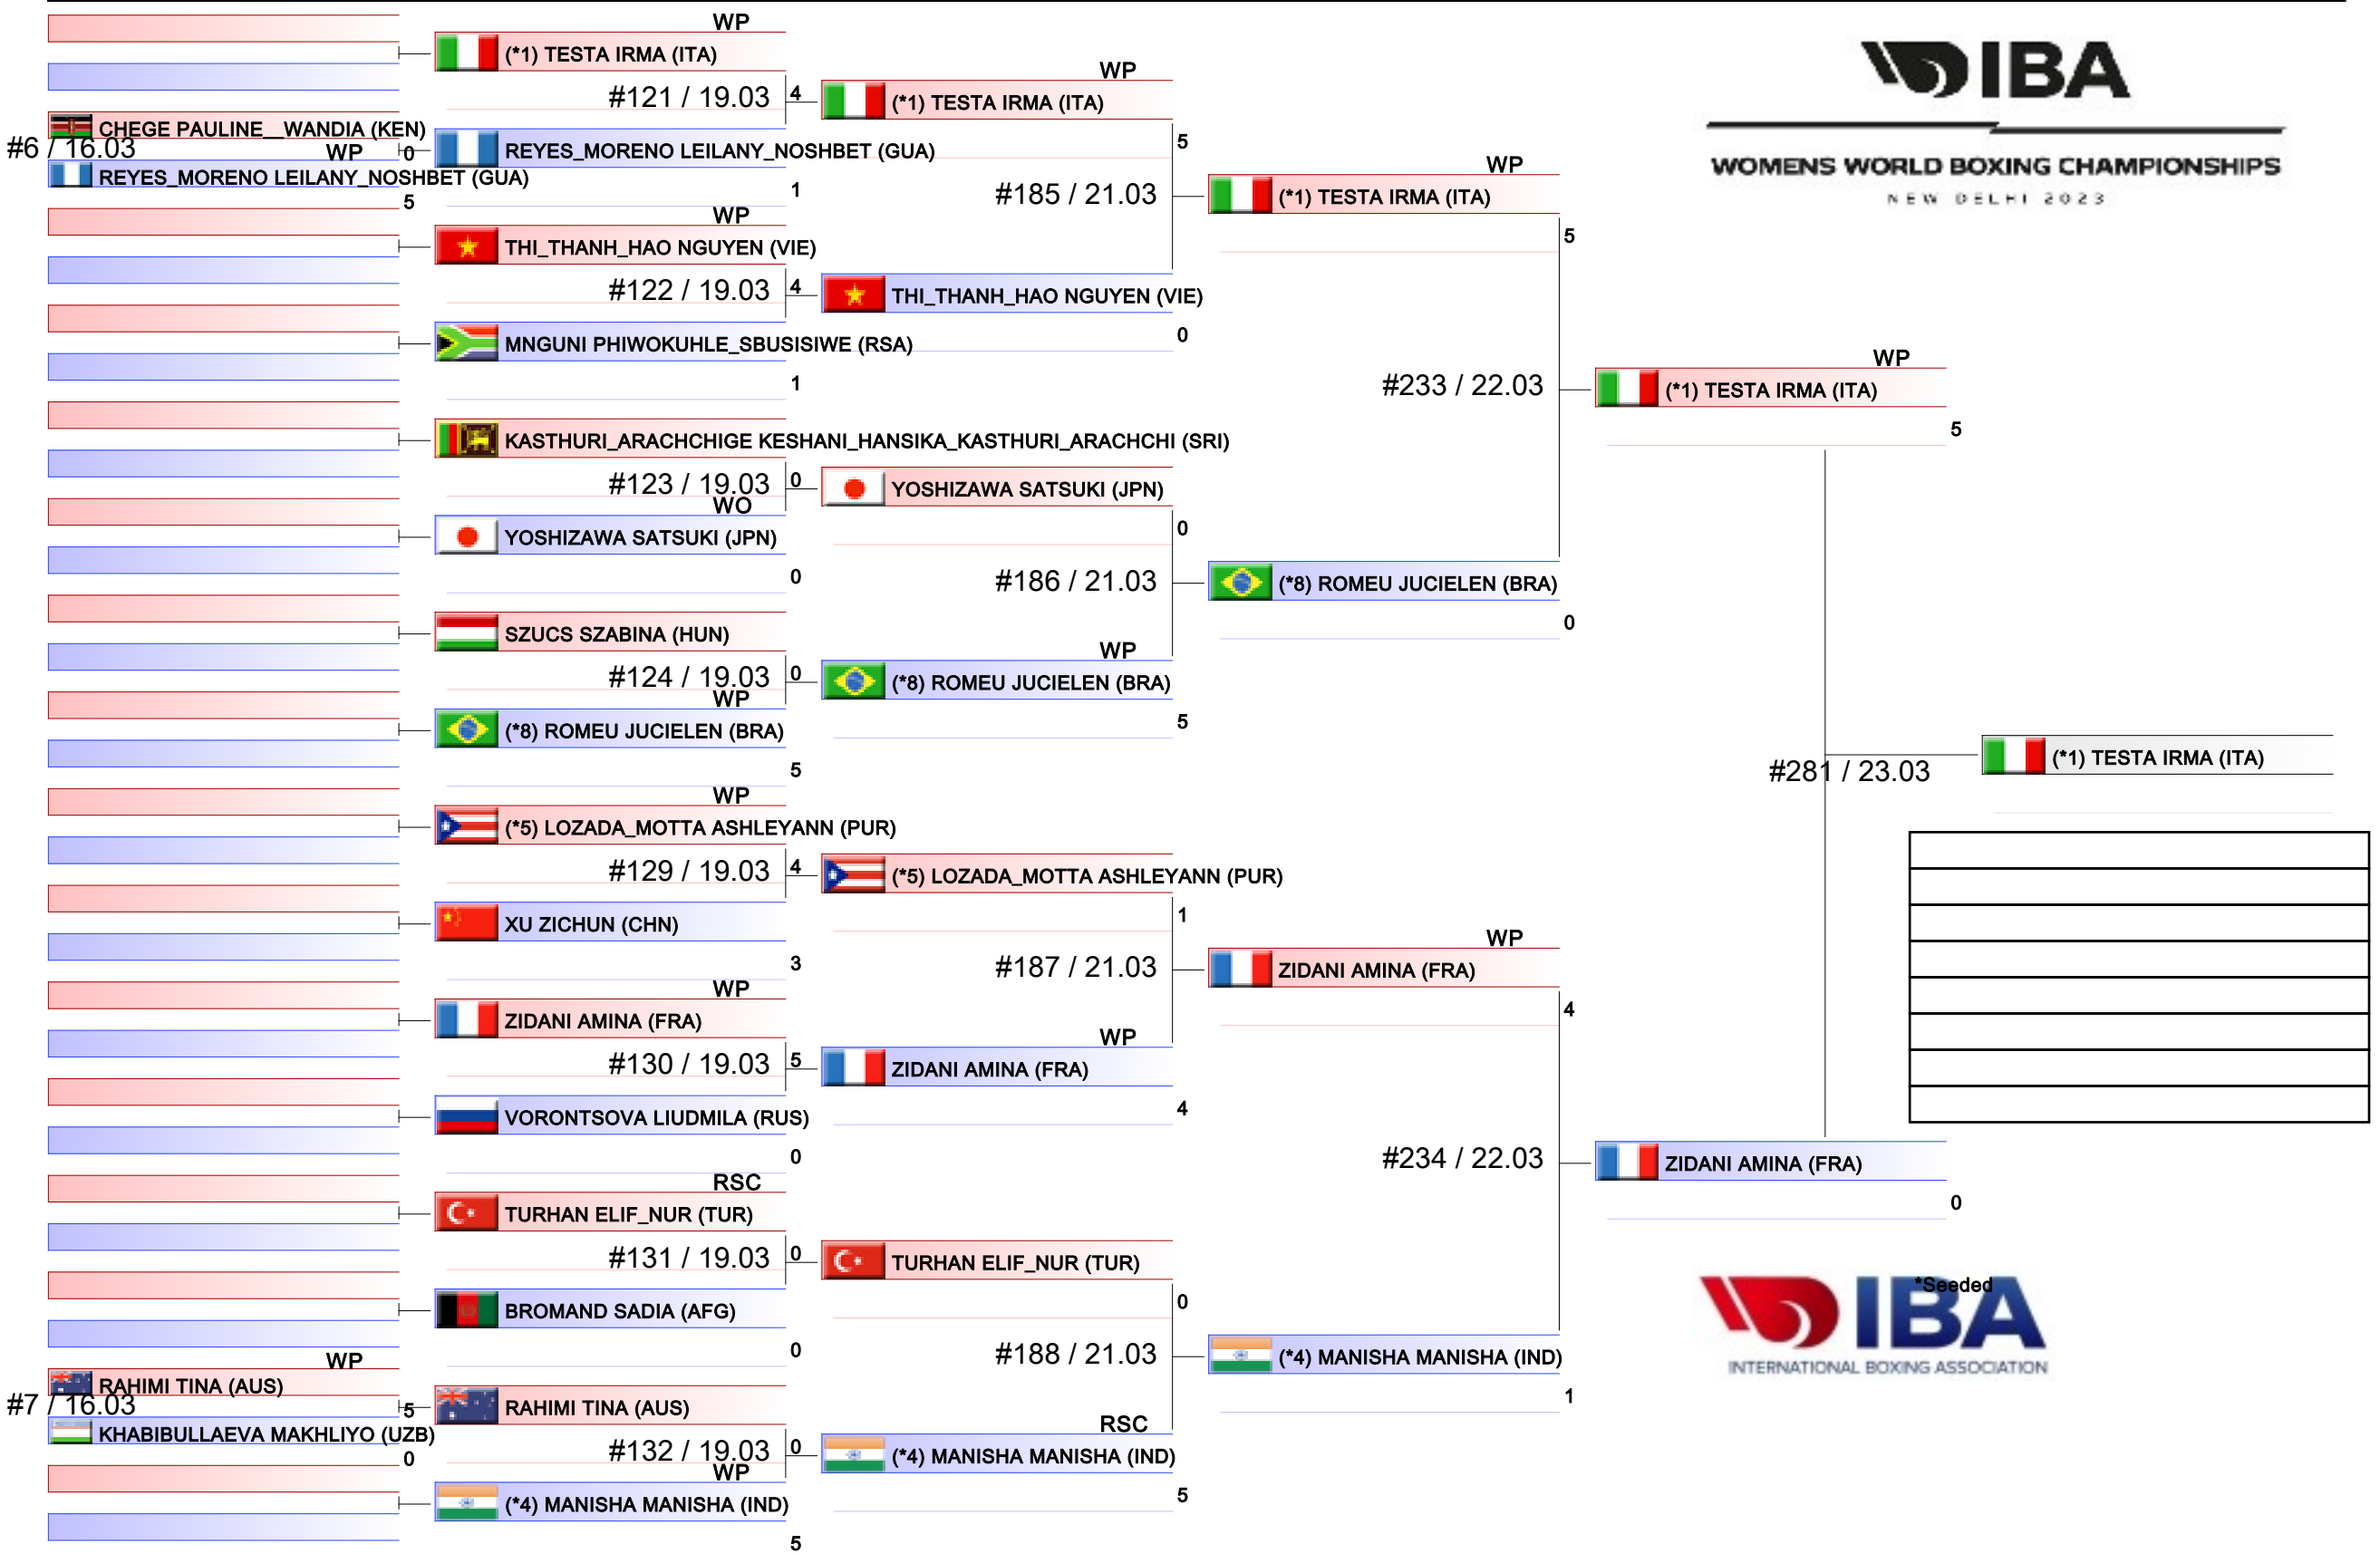 WP
(*1) TESTA IRMA (ITA)
#121 / 19.03
4
CHEGE PAULINE__WANDIA (KEN)
#6 / 16.03
WP
0
REYES_MORENO LEILANY_NOSHBET (GUA)
5
REYES_MORENO LEILANY_NOSHBET (GUA)
1
WP
THI_THANH_HAO NGUYEN (VIE)
#122 / 19.03
4
MNGUNI PHIWOKUHLE_SBUSISIWE (RSA)
1
KASTHURI_ARACHCHIGE KESHANI_HANSIKA_KASTHURI_ARACHCHI (SRI)
#123 / 19.03
0
WO
YOSHIZAWA SATSUKI (JPN)
0
SZUCS SZABINA (HUN)
#124 / 19.03
0
WP
(*8) ROMEU JUCIELEN (BRA)
5
WP
(*5) LOZADA_MOTTA ASHLEYANN (PUR)
#129 / 19.03
4
XU ZICHUN (CHN)
3
WP
ZIDANI AMINA (FRA)
#130 / 19.03
5
VORONTSOVA LIUDMILA (RUS)
0
RSC
TURHAN ELIF_NUR (TUR)
#131 / 19.03
0
BROMAND SADIA (AFG)
0
WP
RAHIMI TINA (AUS)
#7 / 16.03
5
KHABIBULLAEVA MAKHLIYO (UZB)
0
RAHIMI TINA (AUS)
#132 / 19.03
0
WP
(*4) MANISHA MANISHA (IND)
5
WP
(*1) TESTA IRMA (ITA)
5
#185 / 21.03
THI_THANH_HAO NGUYEN (VIE)
0
YOSHIZAWA SATSUKI (JPN)
0
#186 / 21.03
WP
(*8) ROMEU JUCIELEN (BRA)
5
(*5) LOZADA_MOTTA ASHLEYANN (PUR)
1
#187 / 21.03
WP
ZIDANI AMINA (FRA)
4
TURHAN ELIF_NUR (TUR)
0
#188 / 21.03
RSC
(*4) MANISHA MANISHA (IND)
5
WP
(*1) TESTA IRMA (ITA)
5
#233 / 22.03
(*8) ROMEU JUCIELEN (BRA)
0
WP
ZIDANI AMINA (FRA)
4
#234 / 22.03
(*4) MANISHA MANISHA (IND)
1
WP
(*1) TESTA IRMA (ITA)
5
#281 / 23.03
ZIDANI AMINA (FRA)
0
(*1) TESTA IRMA (ITA)
IBA
WOMENS WORLD BOXING CHAMPIONSHIPS
NEW DELHI 2023
*Seeded
IBA
INTERNATIONAL BOXING ASSOCIATION